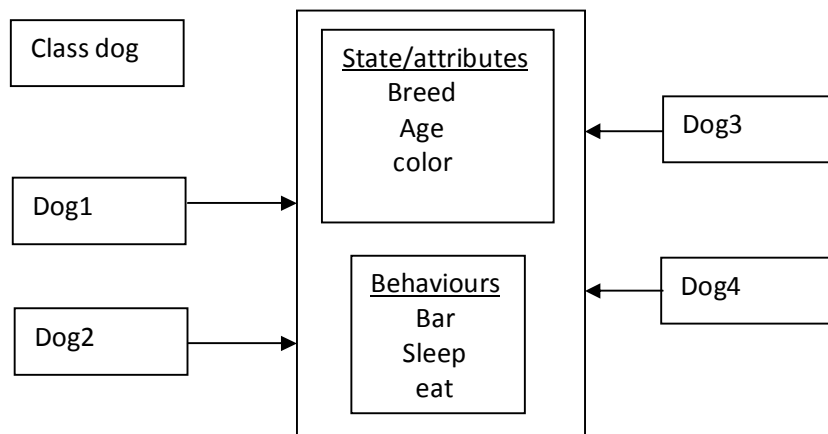 Class dog
State/attributes
Breed
Age
color
Dog3
Dog1
Behaviours
Bar
Sleep
eat
Dog4
Dog2